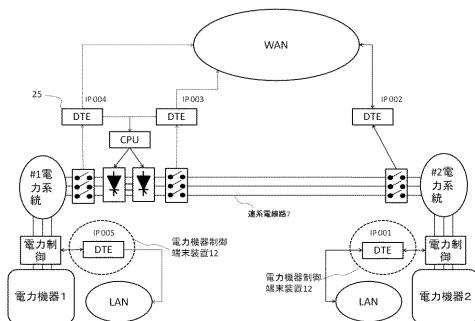 WAN
25
IP 004
IP 003
IP 002
DTE
DTE
DTE
CPU
#1電
力系
統
#2電
力系
統
連系電線路7
電力制
御
IP 005
DTE
電力機器制御
端末装置12
IP 001
DTE
電力制
御
電力機器制御
端末装置12
電力機器1
LAN
LAN
電力機器2